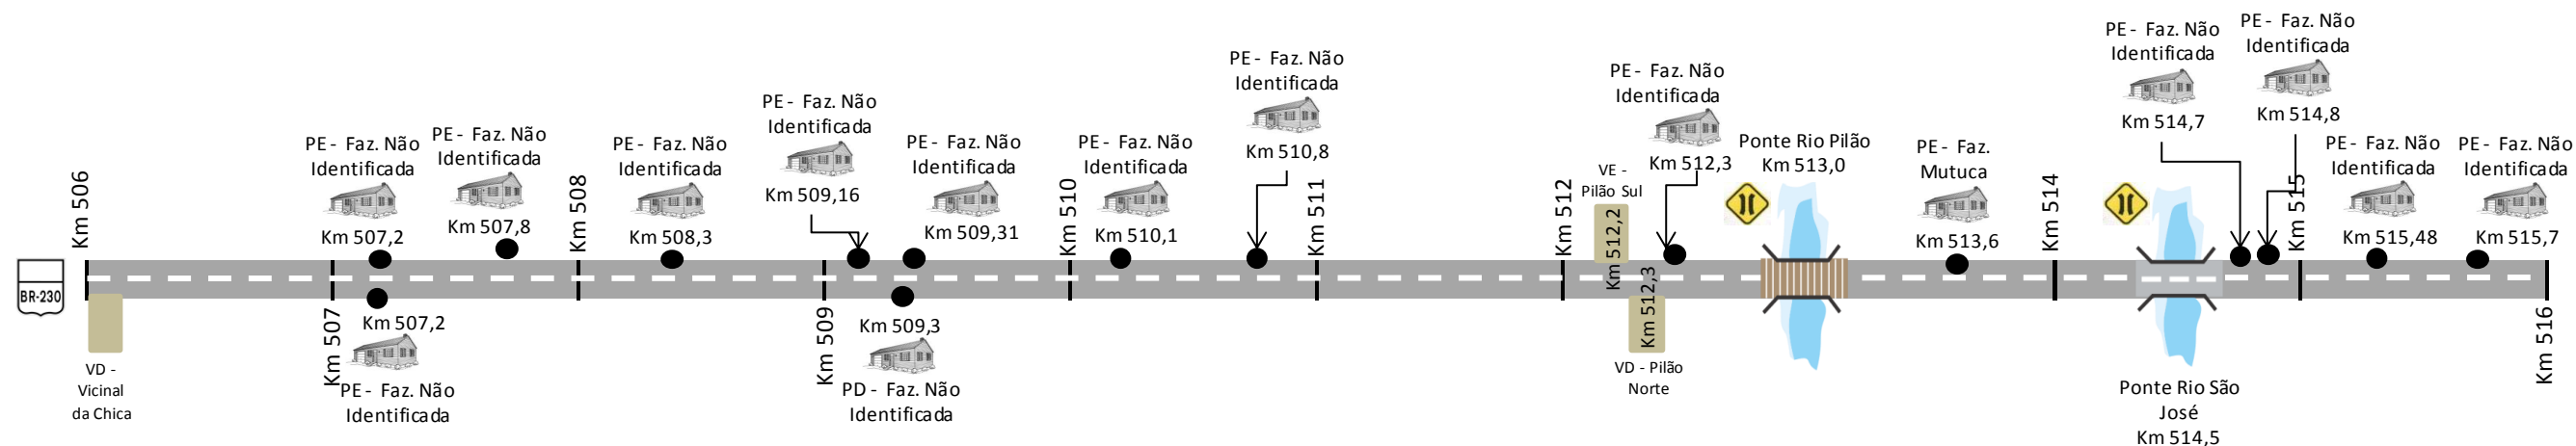 BR-230
Km 506
VD -
Vicinal
da Chica
Km 507
PE - Faz. Não
Identificada
Km 507,2
Km 507,2
PE - Faz. Não
Identificada
PE - Faz. Não
Identificada
Km 507,8
Km 508
PE - Faz. Não
Identificada
Km 508,3
Km 509
PE - Faz. Não
Identificada
Km 509,16
Km 509,3
PD - Faz. Não
Identificada
PE - Faz. Não
Identificada
Km 509,31
Km 510
PE - Faz. Não
Identificada
Km 510,1
PE - Faz. Não
Identificada
Km 510,8
Km 511
Km 512
VE -
Pilão Sul
Km 512,2
Km 512,3
VD - Pilão
Norte
PE - Faz. Não
Identificada
Km 512,3
Ponte Rio Pilão
Km 513,0
PE - Faz.
Mutuca
Km 513,6
Km 514
Ponte Rio São
José
Km 514,5
PE - Faz. Não
Identificada
Km 514,7
PE - Faz. Não
Identificada
Km 514,8
Km 515
PE - Faz. Não
Identificada
Km 515,48
PE - Faz. Não
Identificada
Km 515,7
Km 516